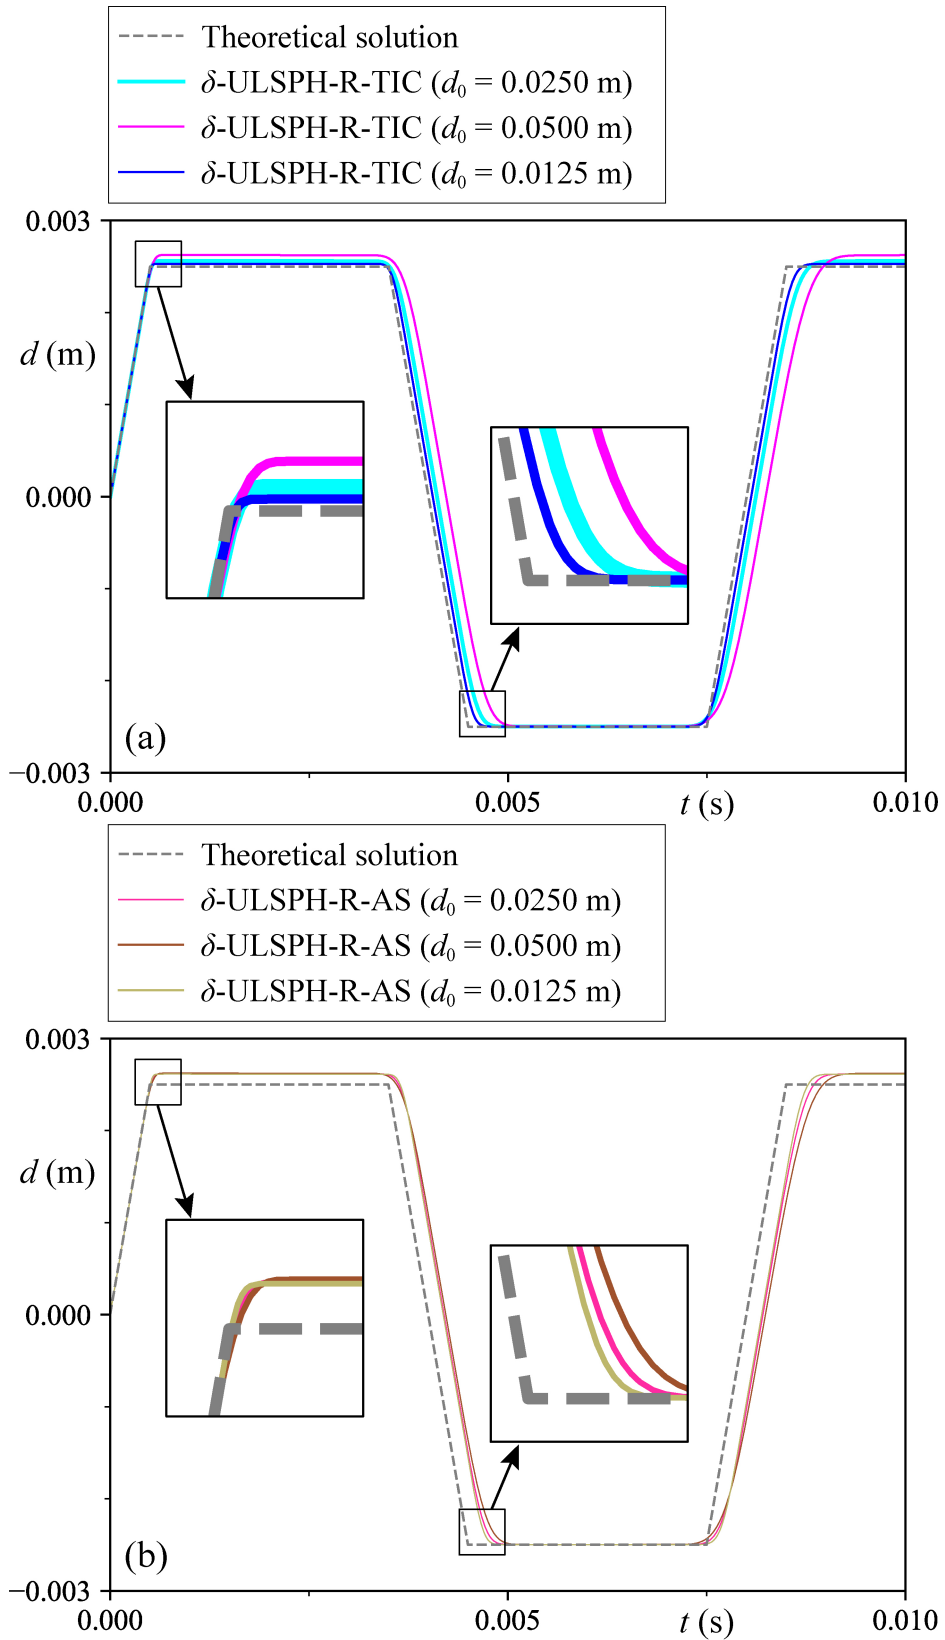 Theoretical solution
δ-ULSPH-R-TIC (d₀ = 0.0250 m)
δ-ULSPH-R-TIC (d₀ = 0.0500 m)
δ-ULSPH-R-TIC (d₀ = 0.0125 m)
0.003
d (m)
0.000
(a)
−0.003
0.000
0.005
t (s)
0.010
Theoretical solution
δ-ULSPH-R-AS (d₀ = 0.0250 m)
δ-ULSPH-R-AS (d₀ = 0.0500 m)
δ-ULSPH-R-AS (d₀ = 0.0125 m)
0.003
d (m)
0.000
(b)
−0.003
0.000
0.005
t (s)
0.010